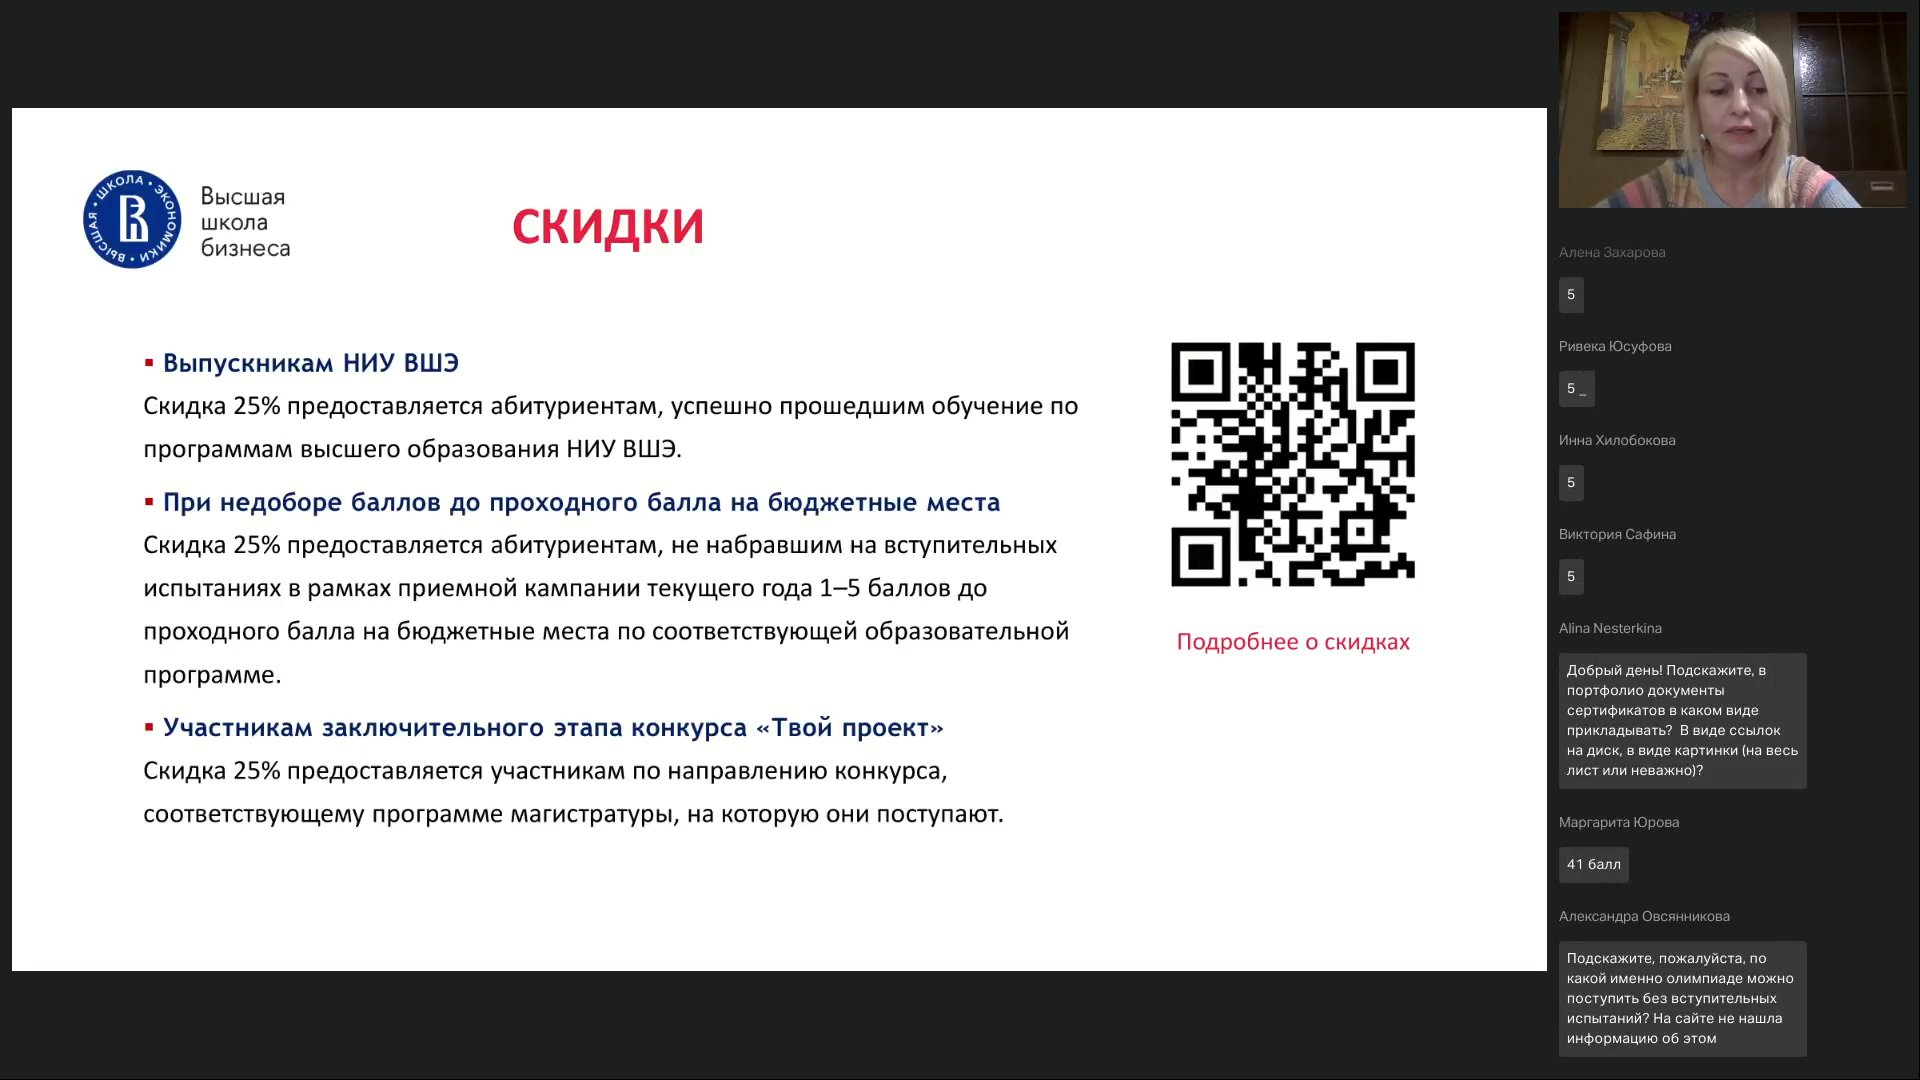 ВЫСШАЯ • ШКОЛА • ЭКОНОМИКИ •
Высшая
школа
бизнеса
СКИДКИ
▪ Выпускникам НИУ ВШЭ
Скидка 25% предоставляется абитуриентам, успешно прошедшим обучение по
программам высшего образования НИУ ВШЭ.
▪ При недоборе баллов до проходного балла на бюджетные места
Скидка 25% предоставляется абитуриентам, не набравшим на вступительных
испытаниях в рамках приемной кампании текущего года 1–5 баллов до
проходного балла на бюджетные места по соответствующей образовательной
программе.
▪ Участникам заключительного этапа конкурса «Твой проект»
Скидка 25% предоставляется участникам по направлению конкурса,
соответствующему программе магистратуры, на которую они поступают.
Подробнее о скидках
Алена Захарова
5
Ривека Юсуфова
5 _
Инна Хилобокова
5
Виктория Сафина
5
Alina Nesterkina
Добрый день! Подскажите, в
портфолио документы
сертификатов в каком виде
прикладывать? В виде ссылок
на диск, в виде картинки (на весь
лист или неважно)?
Маргарита Юрова
41 балл
Александра Овсянникова
Подскажите, пожалуйста, по
какой именно олимпиаде можно
поступить без вступительных
испытаний? На сайте не нашла
информацию об этом